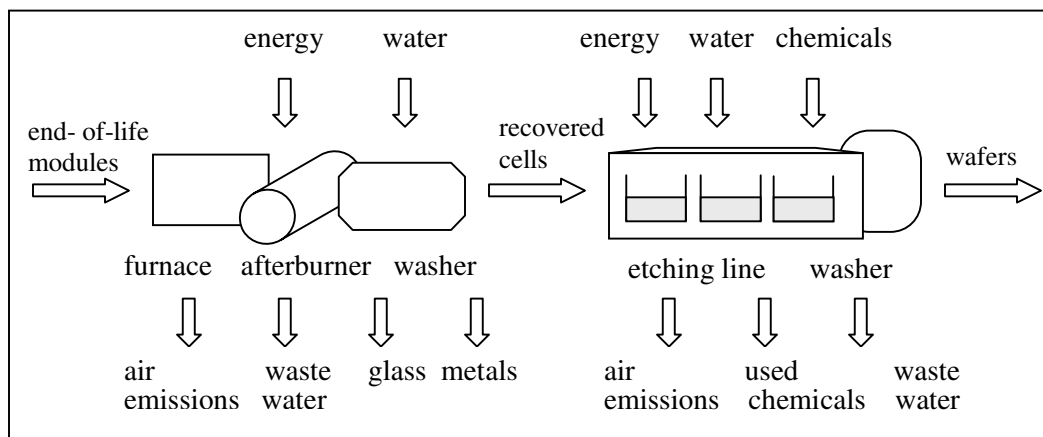 energy water energy water chemicals
end- of-life
modules
recovered
cells
wafers
furnace afterburner washer etching line washer
air waste glass metals air used waste
emissions water emissions chemicals water